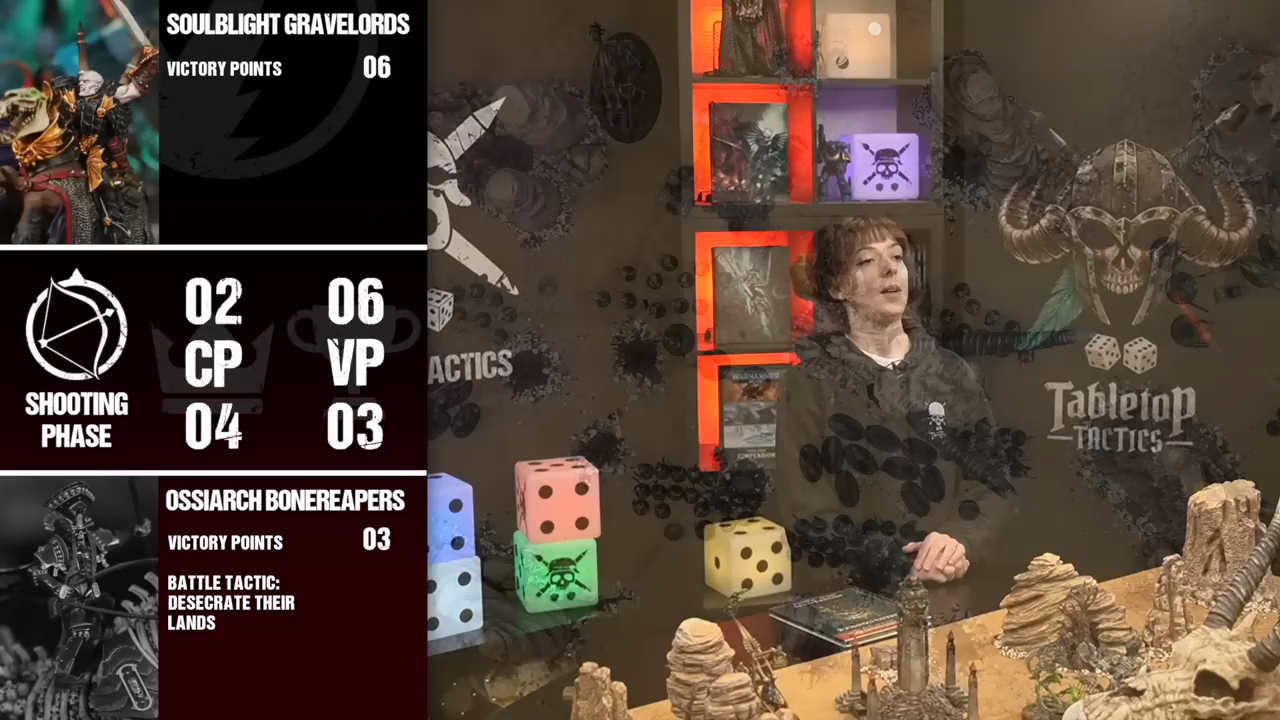 SOULBLIGHT GRAVELORDS
VICTORY POINTS 06
02 06
CP VP
04 03
SHOOTING
PHASE
OSSIARCH BONEREAPERS
VICTORY POINTS 03
BATTLE TACTIC:
DESECRATE THEIR
LANDS
ACTICS
Tabletop
TACTICS
WARHAMMER
COMPENDIUM